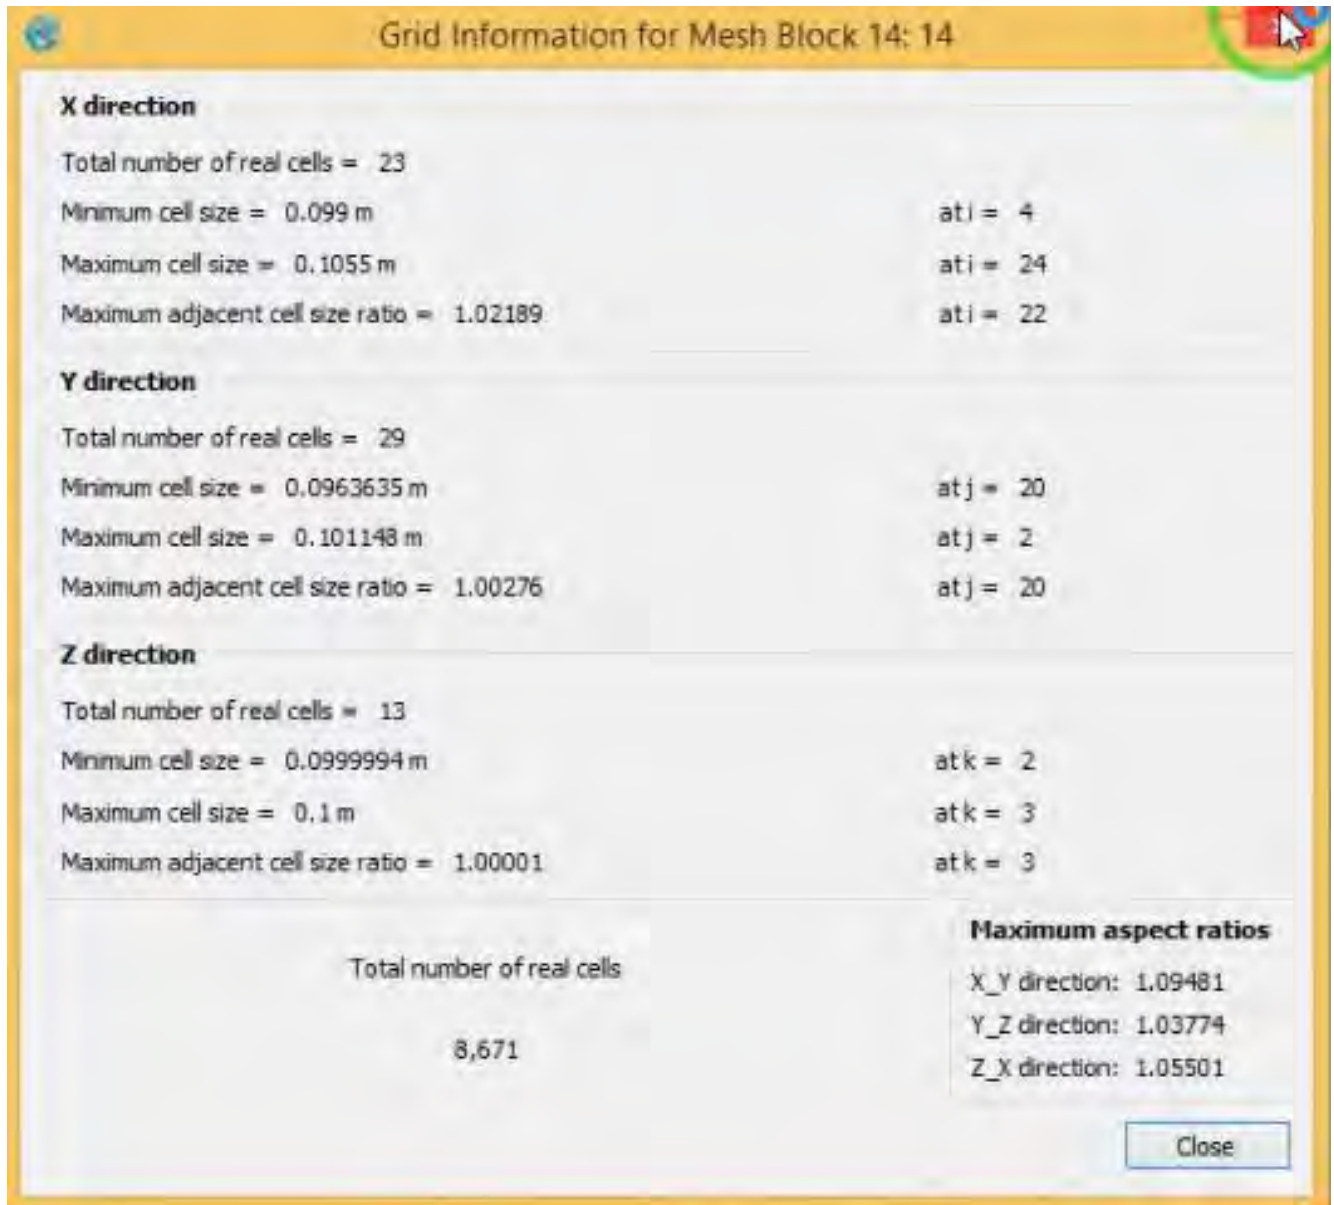 Grid Information for Mesh Block 14: 14
X direction
Total number of real cells = 23
Minimum cell size = 0.099 m at i = 4
Maximum cell size = 0.1055 m at i = 24
Maximum adjacent cell size ratio = 1.02189 at i = 22
Y direction
Total number of real cells = 29
Minimum cell size = 0.0963635 m at j = 20
Maximum cell size = 0.101148 m at j = 2
Maximum adjacent cell size ratio = 1.00276 at j = 20
Z direction
Total number of real cells = 13
Minimum cell size = 0.0999994 m at k = 2
Maximum cell size = 0.1 m at k = 3
Maximum adjacent cell size ratio = 1.00001 at k = 3
Total number of real cells
8,671
Maximum aspect ratios
X_Y direction: 1.09481
Y_Z direction: 1.03774
Z_X direction: 1.05501
Close